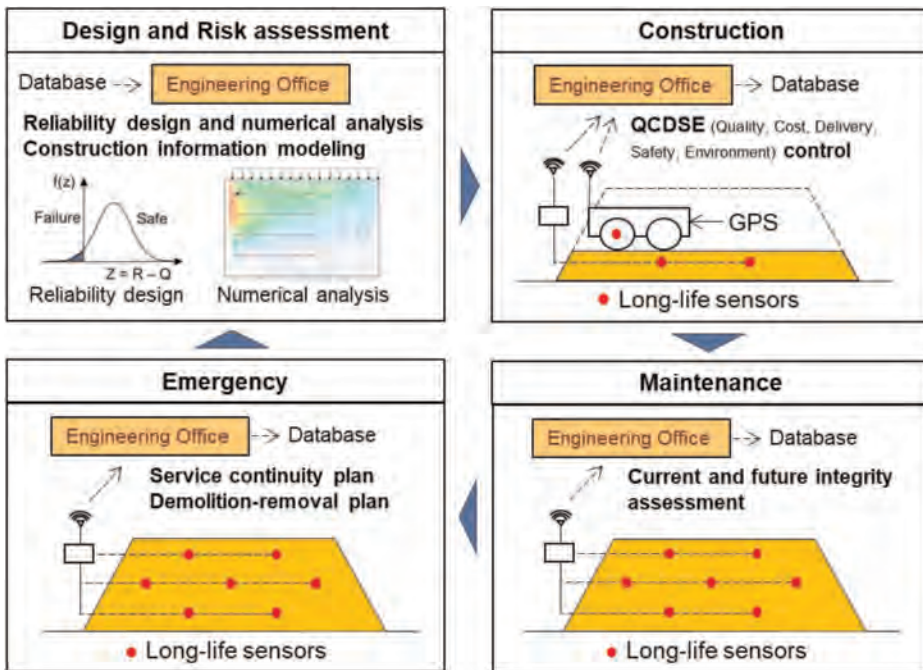 Design and Risk assessment
Database
Engineering Office
Reliability design and numerical analysis
Construction information modeling
f(z)
Failure
Safe
Z = R – Q
Reliability design
Numerical analysis
Construction
Engineering Office
Database
QCDSE (Quality, Cost, Delivery,
Safety, Environment) control
GPS
Long-life sensors
Emergency
Engineering Office
Database
Service continuity plan
Demolition-removal plan
Long-life sensors
Maintenance
Engineering Office
Database
Current and future integrity
assessment
Long-life sensors